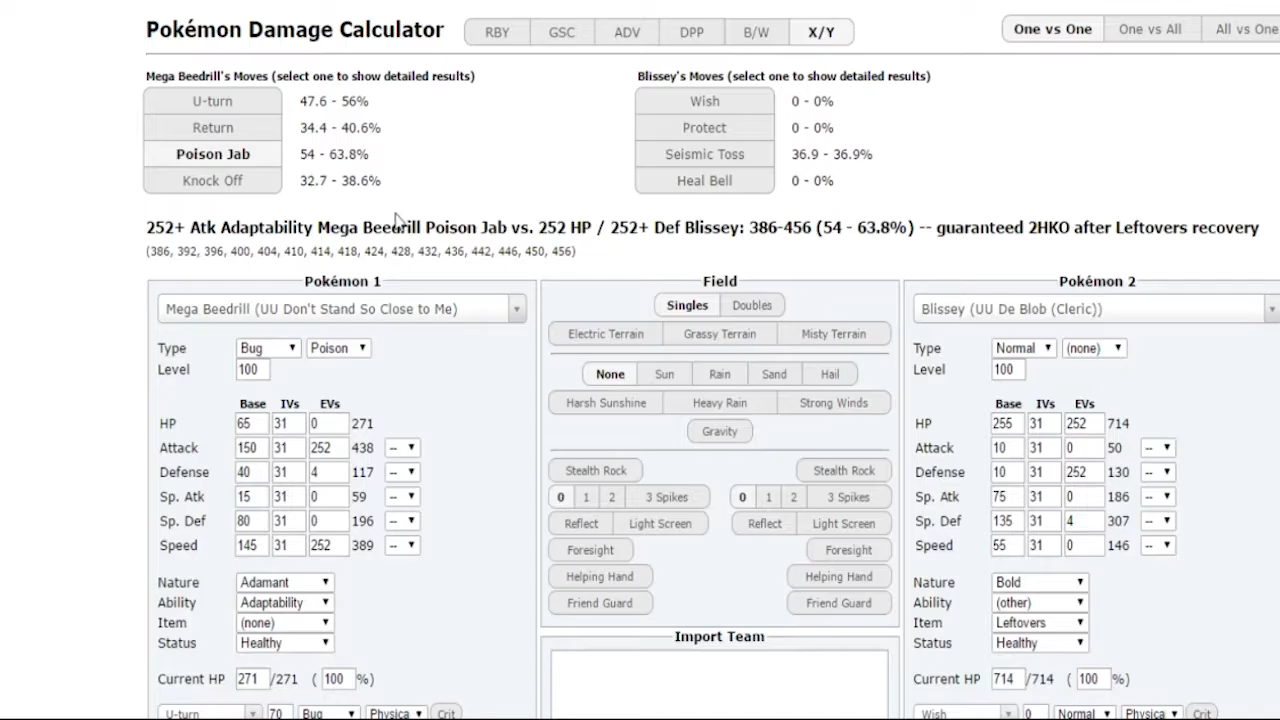 Pokémon Damage Calculator RBY GSC ADV DPP B/W X/Y One vs One One vs All All vs One
Mega Beedrill's Moves (select one to show detailed results) Blissey's Moves (select one to show detailed results)
U-turn 47.6 - 56% Wish 0 - 0%
Return 34.4 - 40.6% Protect 0 - 0%
Poison Jab 54 - 63.8% Seismic Toss 36.9 - 36.9%
Knock Off 32.7 - 38.6% Heal Bell 0 - 0%
252+ Atk Adaptability Mega Beedrill Poison Jab vs. 252 HP / 252+ Def Blissey: 386-456 (54 - 63.8%) -- guaranteed 2HKO after Leftovers recovery
(386, 392, 396, 400, 404, 410, 414, 418, 424, 428, 432, 436, 442, 446, 450, 456)
Pokémon 1 Field Pokémon 2
Mega Beedrill (UU Don't Stand So Close to Me) Singles Doubles Blissey (UU De Blob (Cleric))
Electric Terrain Grassy Terrain Misty Terrain
Type Bug Poison Type Normal (none)
Level 100 None Sun Rain Sand Hail Level 100
Base IVs EVs Harsh Sunshine Heavy Rain Strong Winds Base IVs EVs
HP 65 31 0 271 Gravity HP 255 31 252 714
Attack 150 31 252 438 -- Attack 10 31 0 50 --
Defense 40 31 4 117 -- Stealth Rock Stealth Rock Defense 10 31 252 130 --
Sp. Atk 15 31 0 59 -- 0 1 2 3 Spikes 0 1 2 3 Spikes Sp. Atk 75 31 0 186 --
Sp. Def 80 31 0 196 -- Reflect Light Screen Reflect Light Screen Sp. Def 135 31 4 307 --
Speed 145 31 252 389 -- Foresight Foresight Speed 55 31 0 146 --
Nature Adamant Helping Hand Helping Hand Nature Bold
Ability Adaptability Friend Guard Friend Guard Ability (other)
Item (none) Item Leftovers
Status Healthy Import Team Status Healthy
Current HP 271 /271 ( 100 %) Current HP 714 /714 ( 100 %)
U-turn 70 Bug Physica Crit Wish 0 Normal Physica Crit